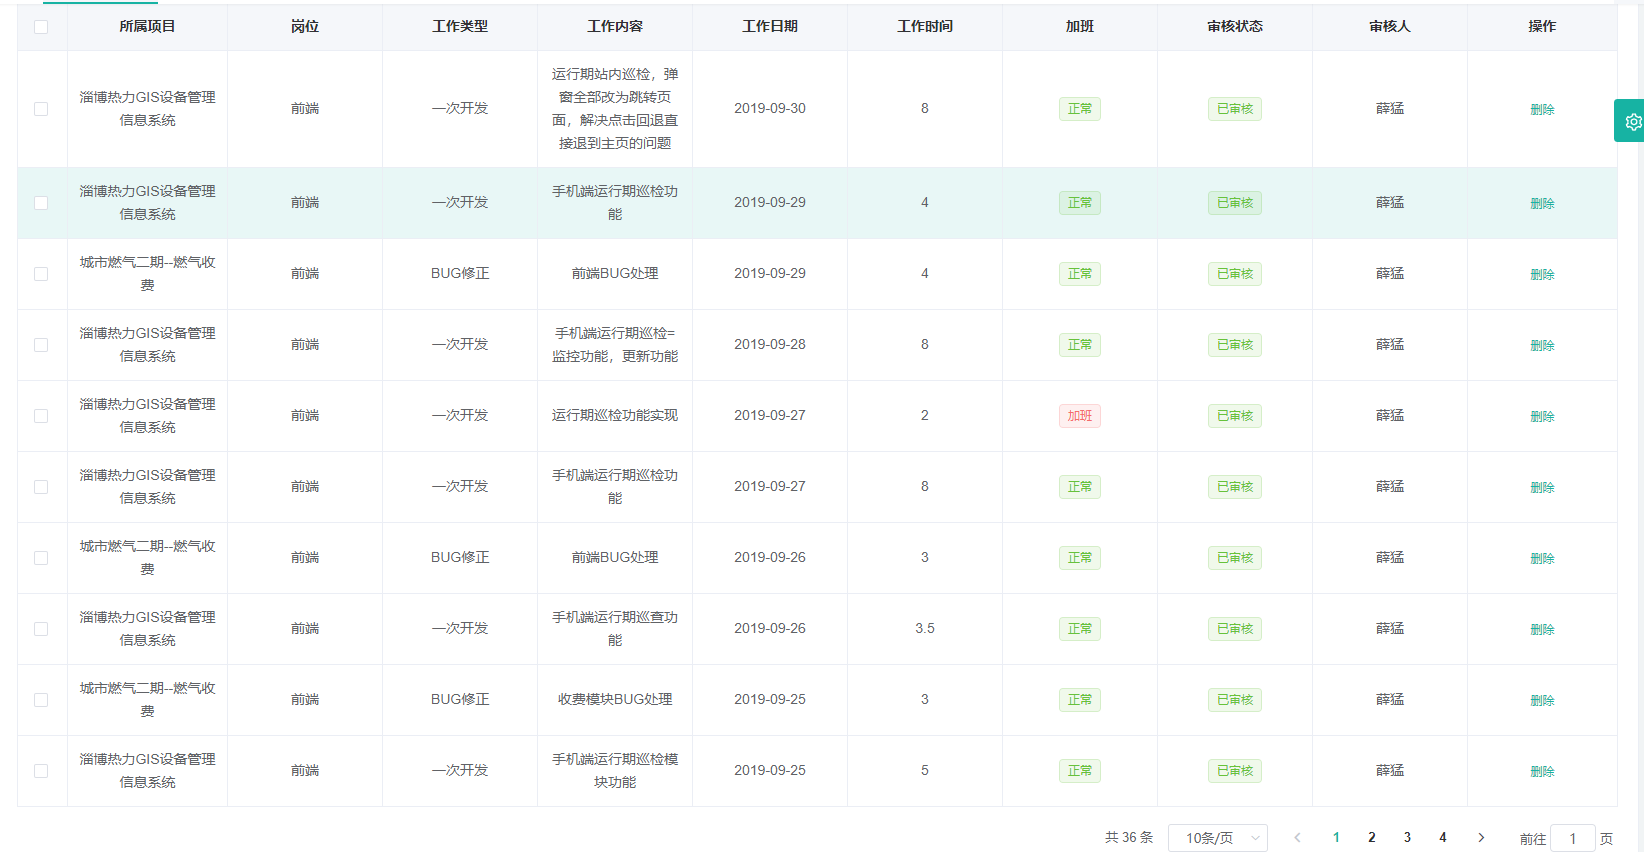 所属项目 岗位 工作类型 工作内容 工作日期 工作时间 加班 审核状态 审核人 操作
淄博热力GIS设备管理
信息系统
前端
一次开发
运行期站内巡检，弹
窗全部改为跳转页
面，解决点击回退直
接退到主页的问题
2019-09-30
8
正常
已审核
薛猛
删除
淄博热力GIS设备管理
信息系统
前端
一次开发
手机端运行期巡检功
能
2019-09-29
4
正常
已审核
薛猛
删除
城市燃气二期--燃气收
费
前端
BUG修正
前端BUG处理
2019-09-29
4
正常
已审核
薛猛
删除
淄博热力GIS设备管理
信息系统
前端
一次开发
手机端运行期巡检=
监控功能，更新功能
2019-09-28
8
正常
已审核
薛猛
删除
淄博热力GIS设备管理
信息系统
前端
一次开发
运行期巡检功能实现
2019-09-27
2
加班
已审核
薛猛
删除
淄博热力GIS设备管理
信息系统
前端
一次开发
手机端运行期巡检功
能
2019-09-27
8
正常
已审核
薛猛
删除
城市燃气二期--燃气收
费
前端
BUG修正
前端BUG处理
2019-09-26
3
正常
已审核
薛猛
删除
淄博热力GIS设备管理
信息系统
前端
一次开发
手机端运行期巡查功
能
2019-09-26
3.5
正常
已审核
薛猛
删除
城市燃气二期--燃气收
费
前端
BUG修正
收费模块BUG处理
2019-09-25
3
正常
已审核
薛猛
删除
淄博热力GIS设备管理
信息系统
前端
一次开发
手机端运行期巡检模
块功能
2019-09-25
5
正常
已审核
薛猛
删除
共 36 条 10条/页 1 2 3 4 前往 1 页